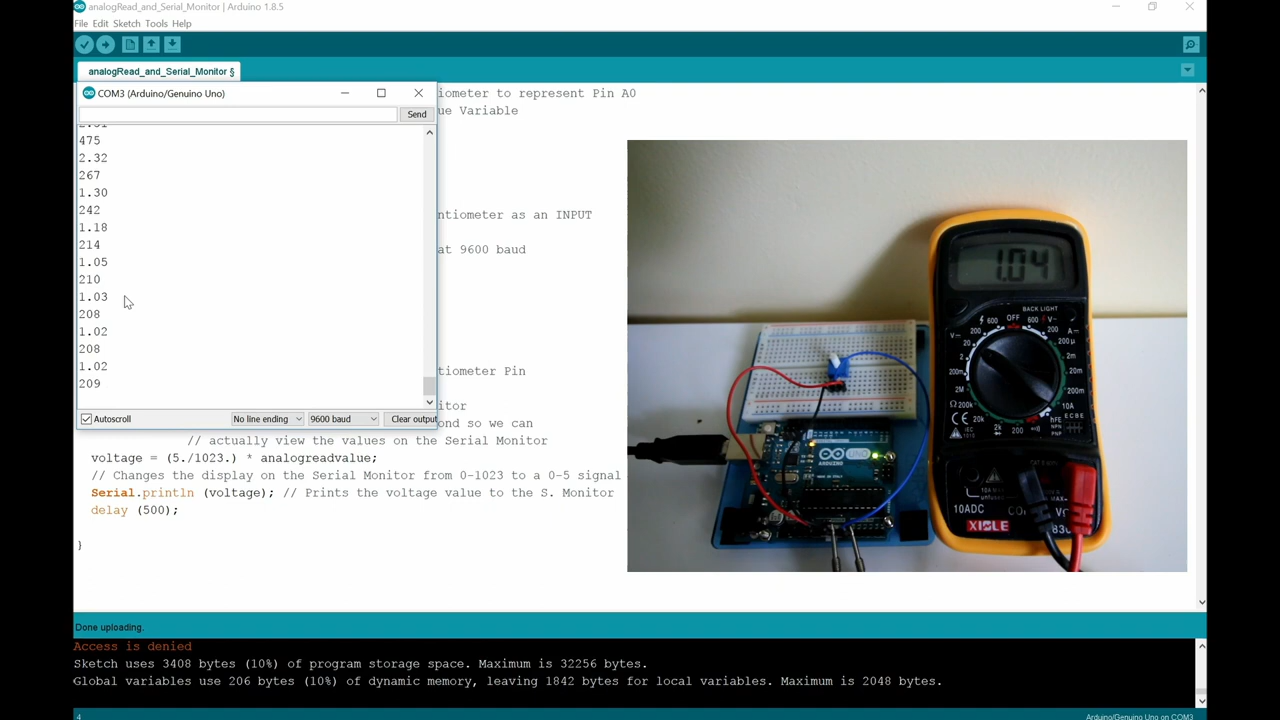 analogRead_and_Serial_Monitor | Arduino 1.8.5
File Edit Sketch Tools Help
analogRead_and_Serial_Monitor §
COM3 (Arduino/Genuino Uno)
Send
475
2.32
267
1.30
242
1.18
214
1.05
210
1.03
208
1.02
208
1.02
209
Autoscroll
No line ending
9600 baud
Clear output
iometer to represent Pin A0
ue Variable
ntiometer as an INPUT
at 9600 baud
tiometer Pin
itor
ond so we can
// actually view the values on the Serial Monitor
voltage = (5./1023.) * analogreadvalue;
// Changes the display on the Serial Monitor from 0-1023 to a 0-5 signal
Serial.println (voltage); // Prints the voltage value to the S. Monitor
delay (500);
}
1.04
BACK LIGHT
OFF
10ADC
XISLE
ARDUINO
UNO
Done uploading.
Access is denied
Sketch uses 3408 bytes (10%) of program storage space. Maximum is 32256 bytes.
Global variables use 206 bytes (10%) of dynamic memory, leaving 1842 bytes for local variables. Maximum is 2048 bytes.
4
Arduino/Genuino Uno on COM3